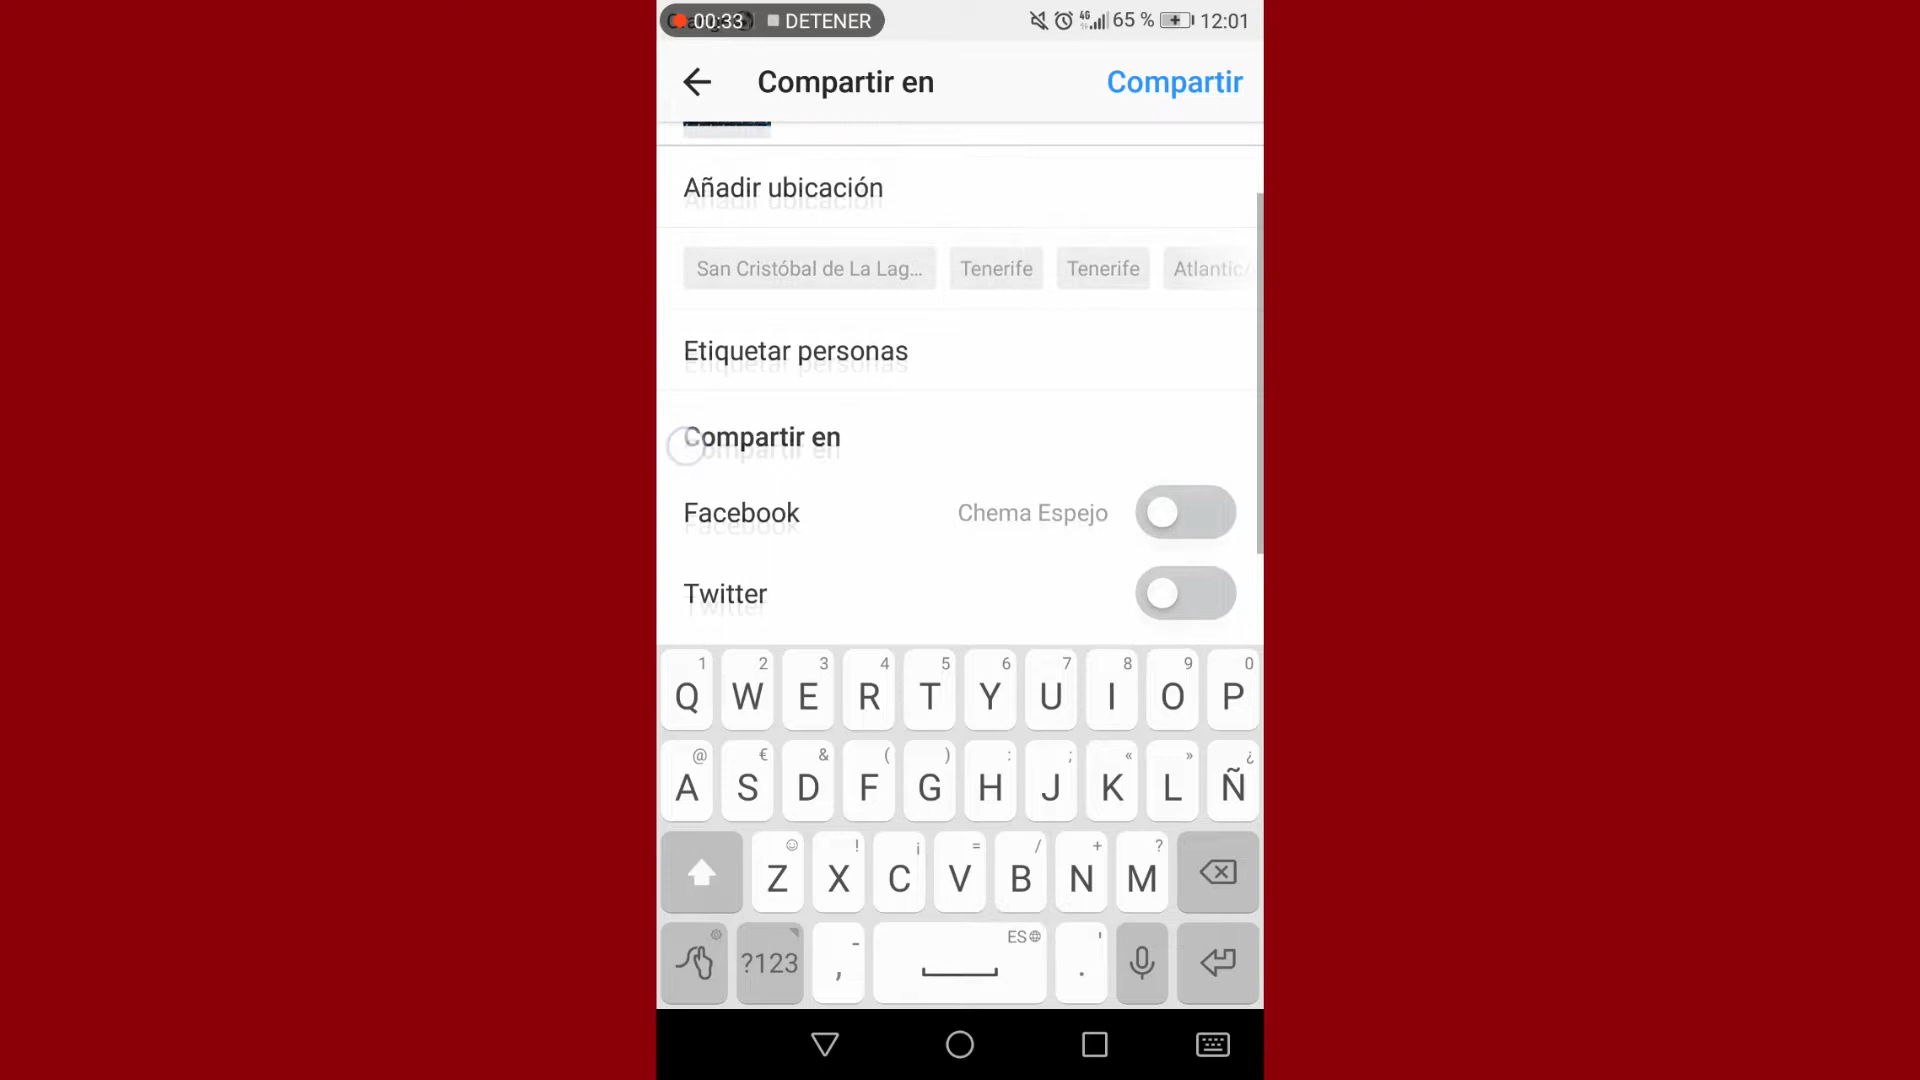 00:33 DETENER 4G 65 % 12:01
Compartir en Compartir
Añadir ubicación
San Cristóbal de La Lag... Tenerife Tenerife Atlantic/
Etiquetar personas
Compartir en
Facebook Chema Espejo
Twitter
1 2 3 4 5 6 7 8 9 0
Q W E R T Y U I O P
@ € & ( ) : ; « » ¿
A S D F G H J K L Ñ
! ¡ = / + ?
Z X C V B N M
- ES '
?123 , .